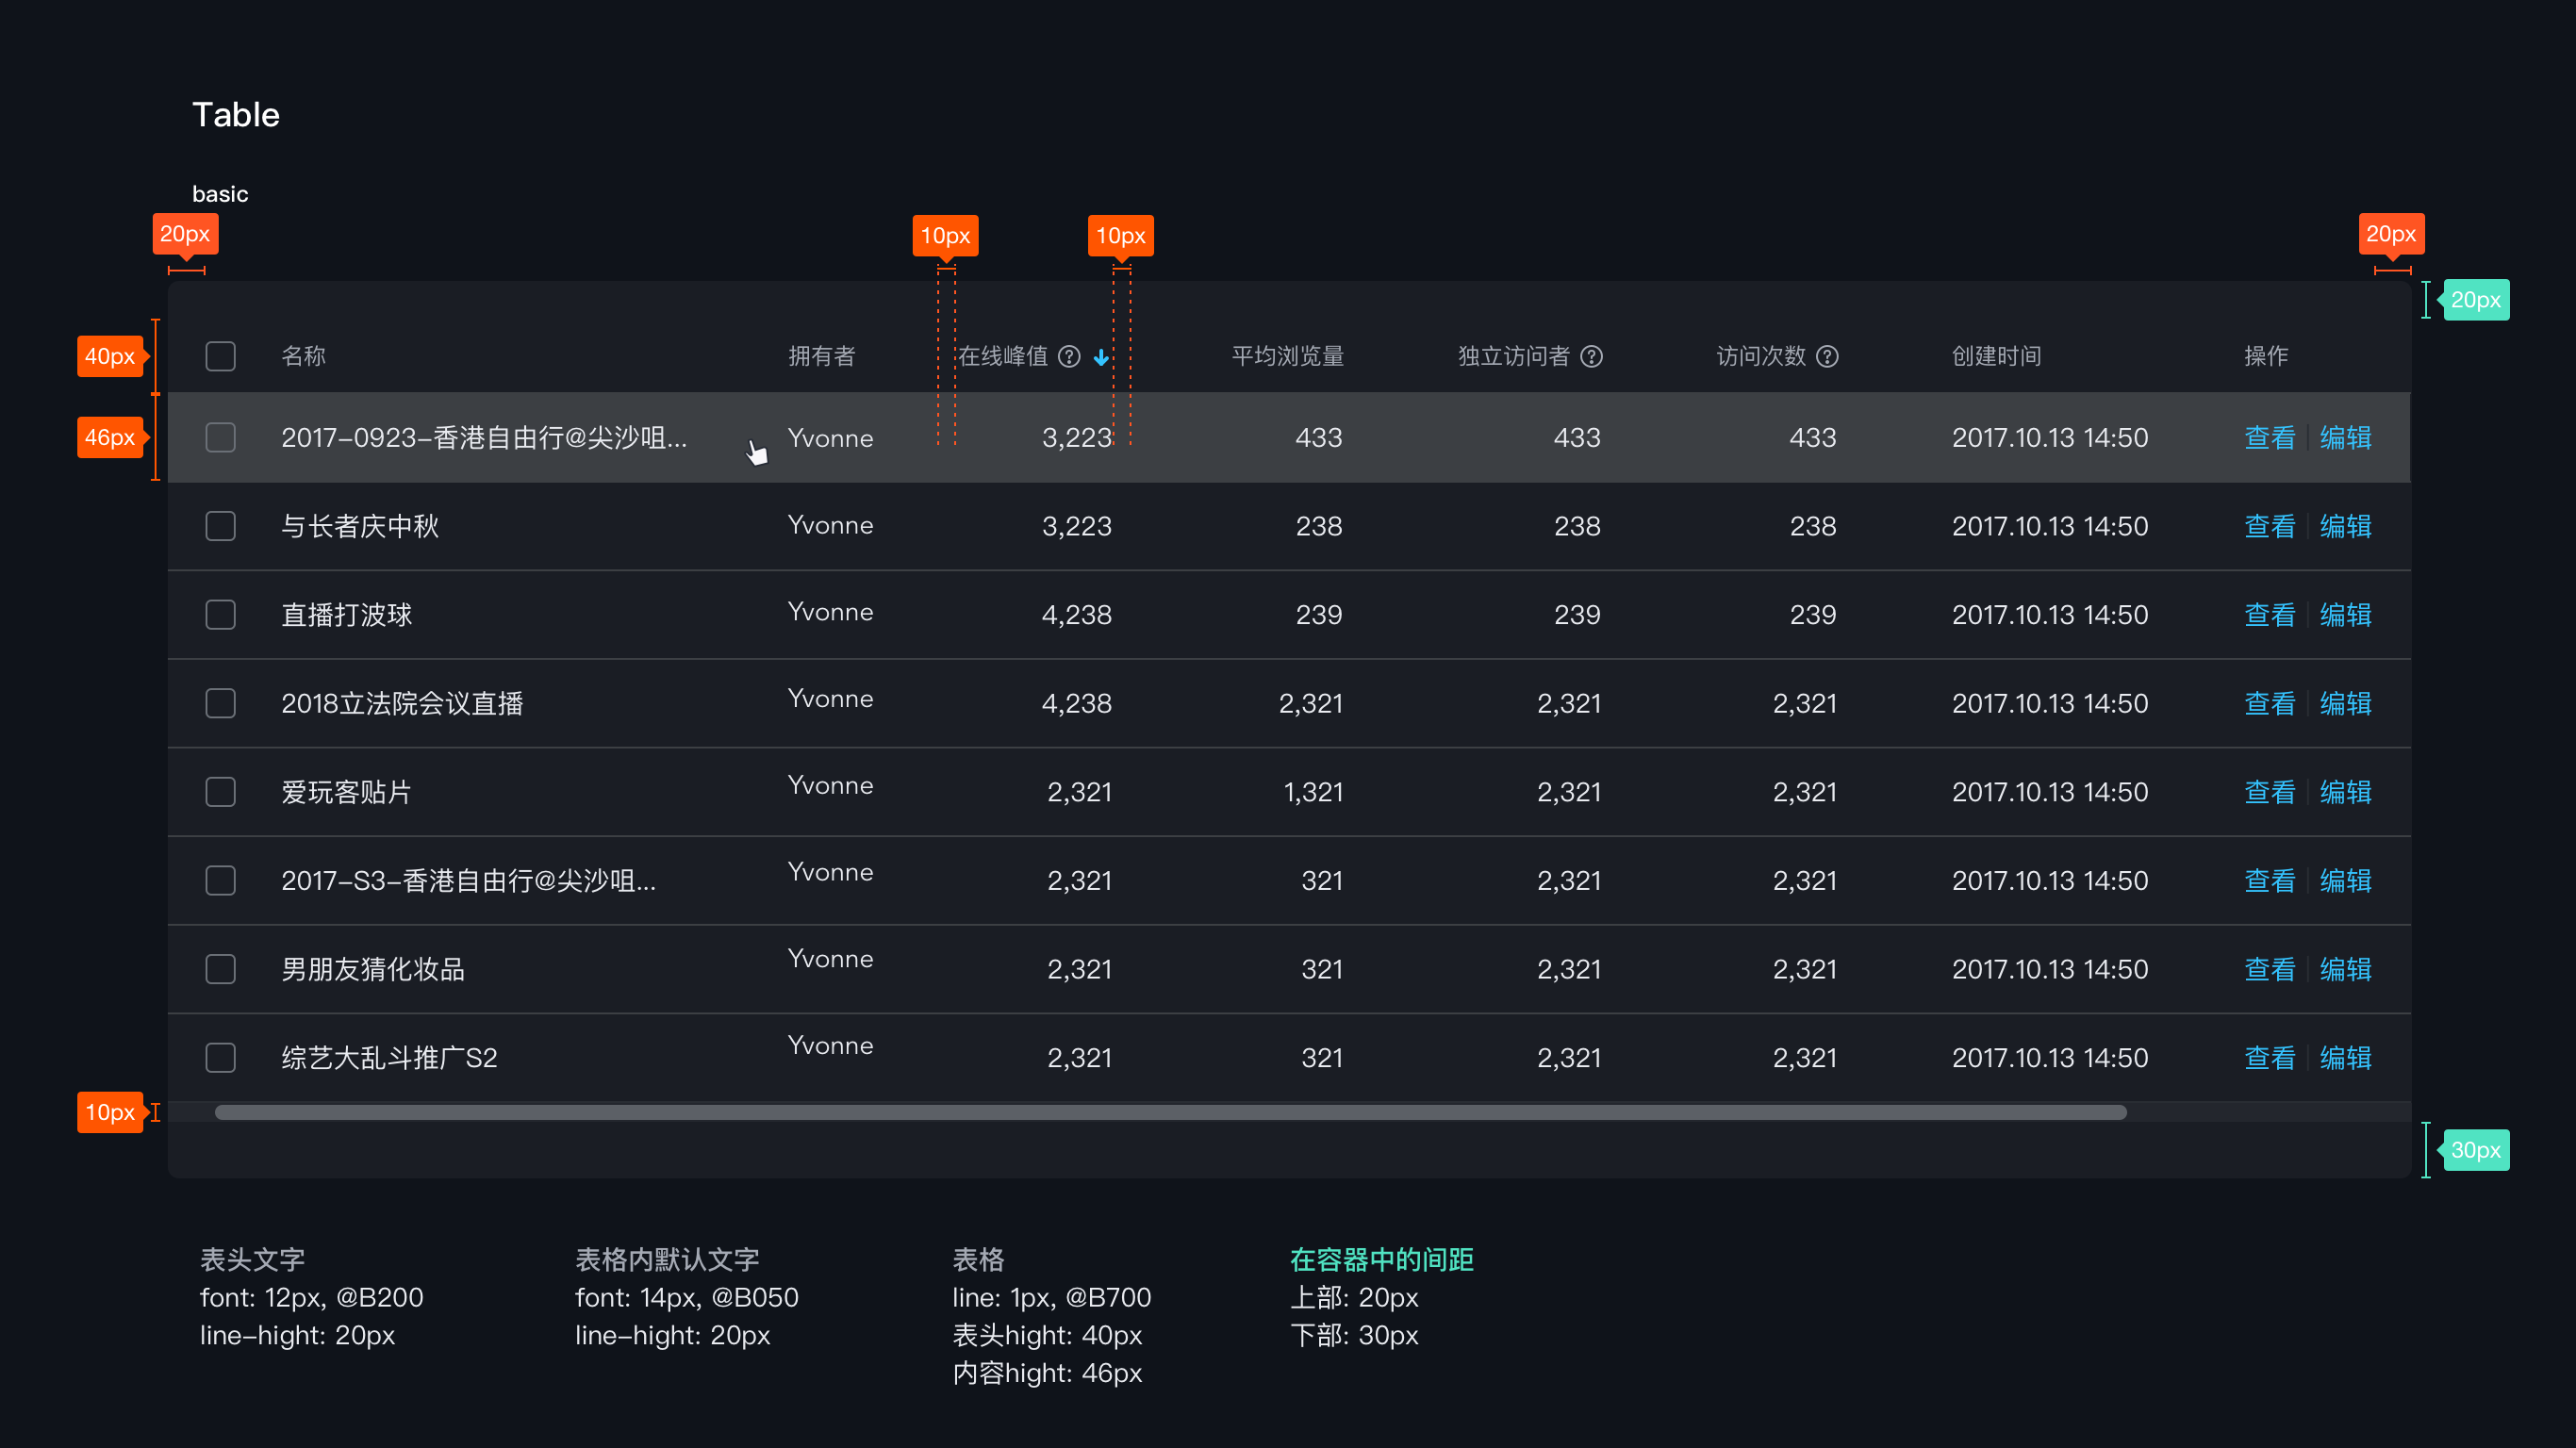 Table
basic
20px 10px 10px 20px
20px
40px 名称 拥有者 在线峰值 平均浏览量 独立访问者 访问次数 创建时间 操作
46px 2017-0923-香港自由行@尖沙咀... Yvonne 3,223 433 433 433 2017.10.13 14:50 查看 编辑
与长者庆中秋 Yvonne 3,223 238 238 238 2017.10.13 14:50 查看 编辑
直播打波球 Yvonne 4,238 239 239 239 2017.10.13 14:50 查看 编辑
2018立法院会议直播 Yvonne 4,238 2,321 2,321 2,321 2017.10.13 14:50 查看 编辑
爱玩客贴片 Yvonne 2,321 1,321 2,321 2,321 2017.10.13 14:50 查看 编辑
2017-S3-香港自由行@尖沙咀... Yvonne 2,321 321 2,321 2,321 2017.10.13 14:50 查看 编辑
男朋友猜化妆品 Yvonne 2,321 321 2,321 2,321 2017.10.13 14:50 查看 编辑
综艺大乱斗推广S2 Yvonne 2,321 321 2,321 2,321 2017.10.13 14:50 查看 编辑
10px
30px
表头文字
font: 12px, @B200
line-hight: 20px
表格内默认文字
font: 14px, @B050
line-hight: 20px
表格
line: 1px, @B700
表头hight: 40px
内容hight: 46px
在容器中的间距
上部: 20px
下部: 30px